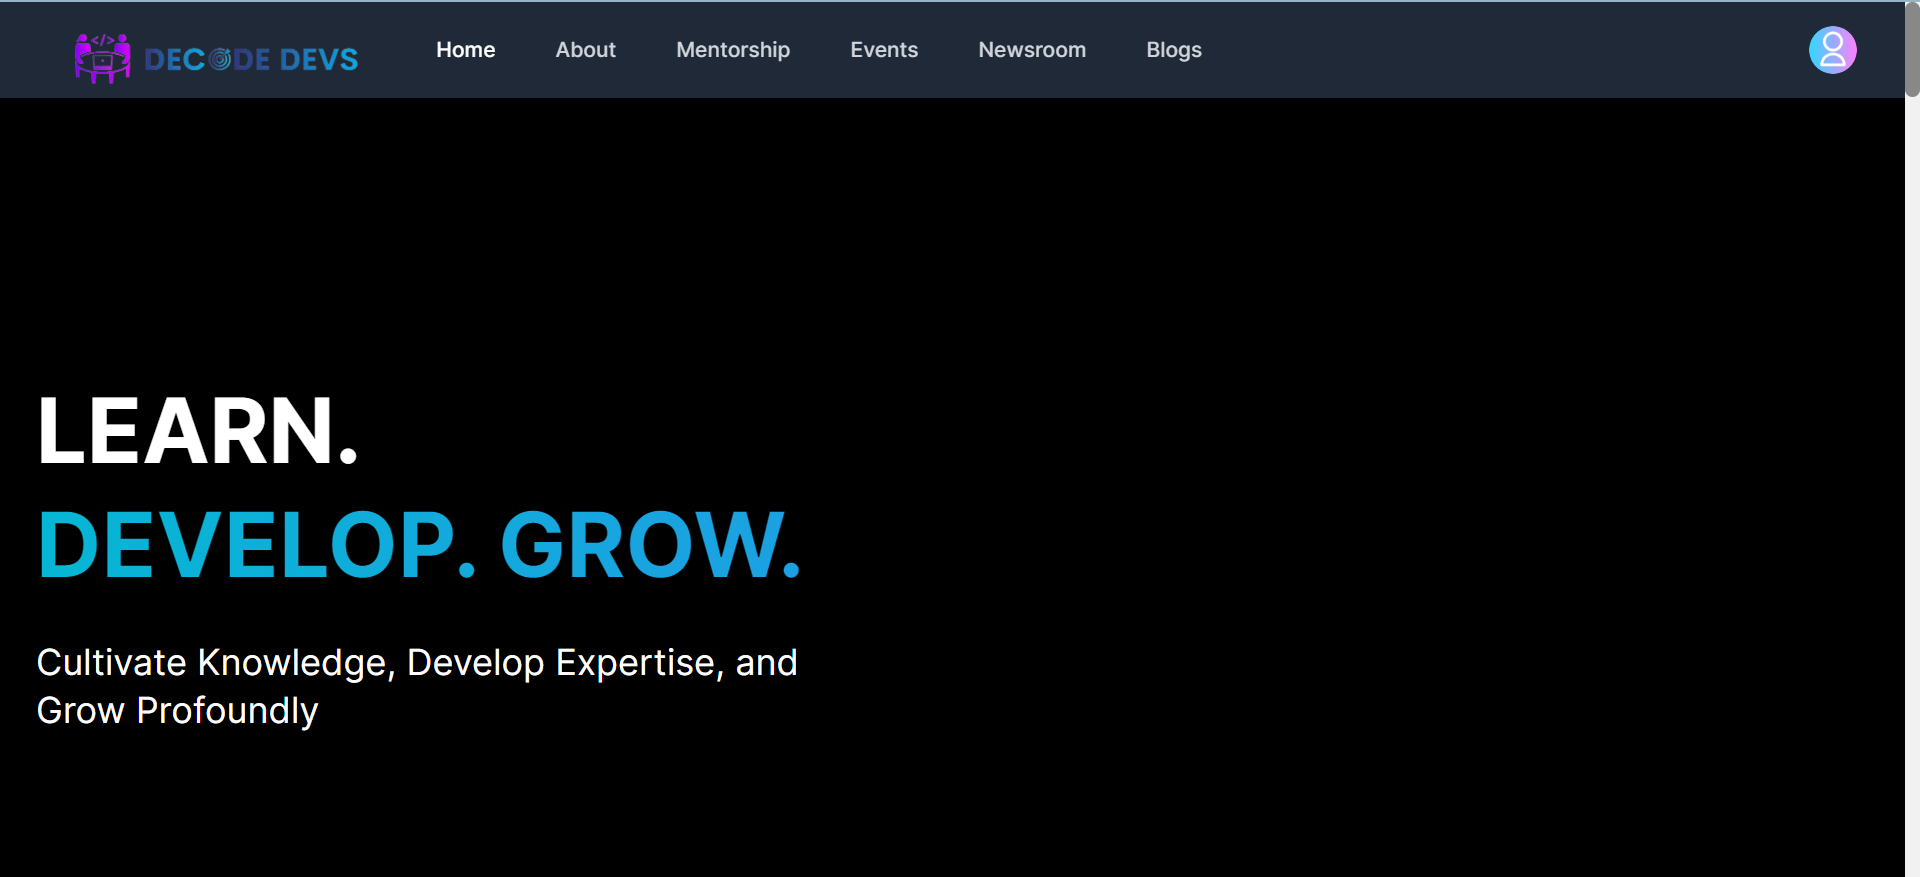 </> DECODE DEVS Home About Mentorship Events Newsroom Blogs
LEARN.
DEVELOP. GROW.
Cultivate Knowledge, Develop Expertise, and
Grow Profoundly